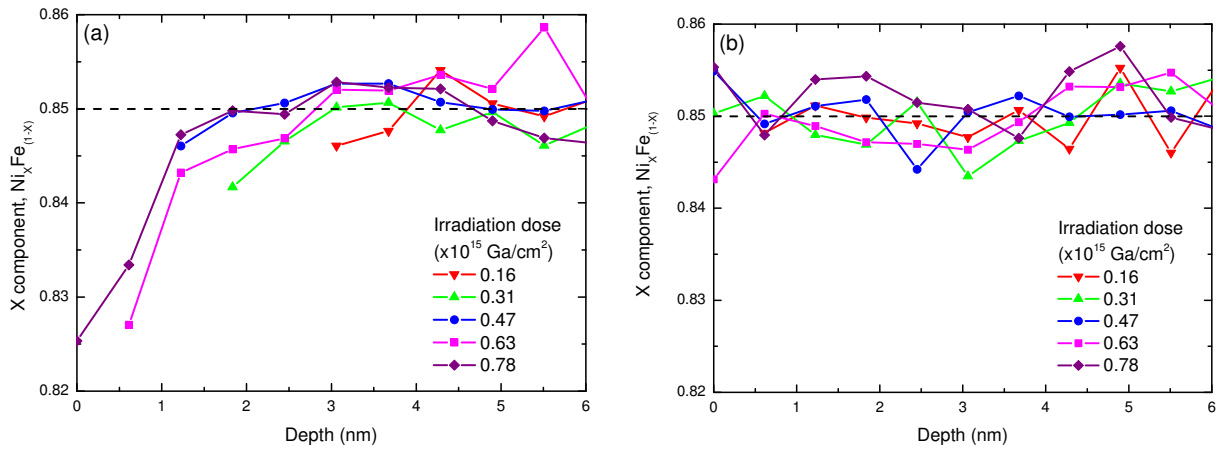 (a)
X component, Ni_X Fe_(1-X)
0.86
0.85
0.84
0.83
0.82
0 1 2 3 4 5 6
Depth (nm)
Irradiation dose
(x10^15 Ga/cm^2)
0.16
0.31
0.47
0.63
0.78
(b)
X component, Ni_X Fe_(1-X)
0.86
0.85
0.84
0.83
0.82
0 1 2 3 4 5 6
Depth (nm)
Irradiation dose
(x10^15 Ga/cm^2)
0.16
0.31
0.47
0.63
0.78